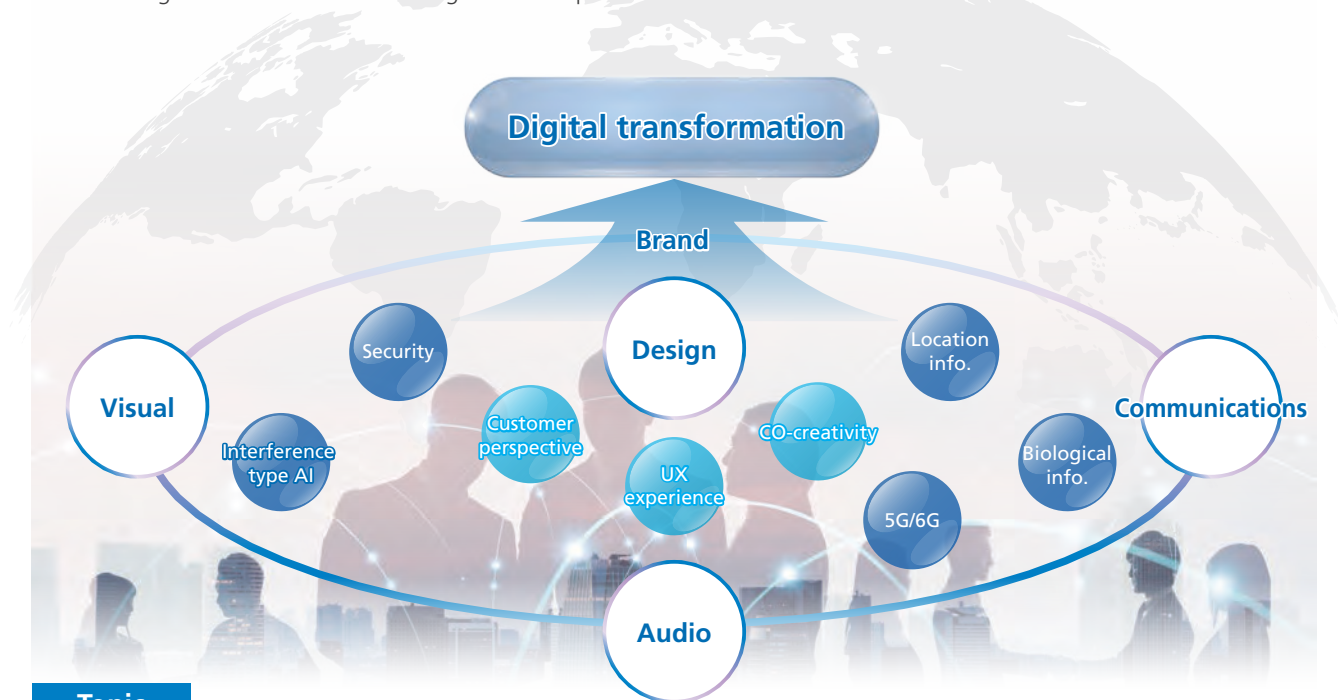 Digital transformation
Brand
Design
Security
Location
info.
Visual
Communications
Customer
perspective
CO-creativity
Interference
type AI
UX
experience
Biological
info.
5G/6G
Audio
Topic